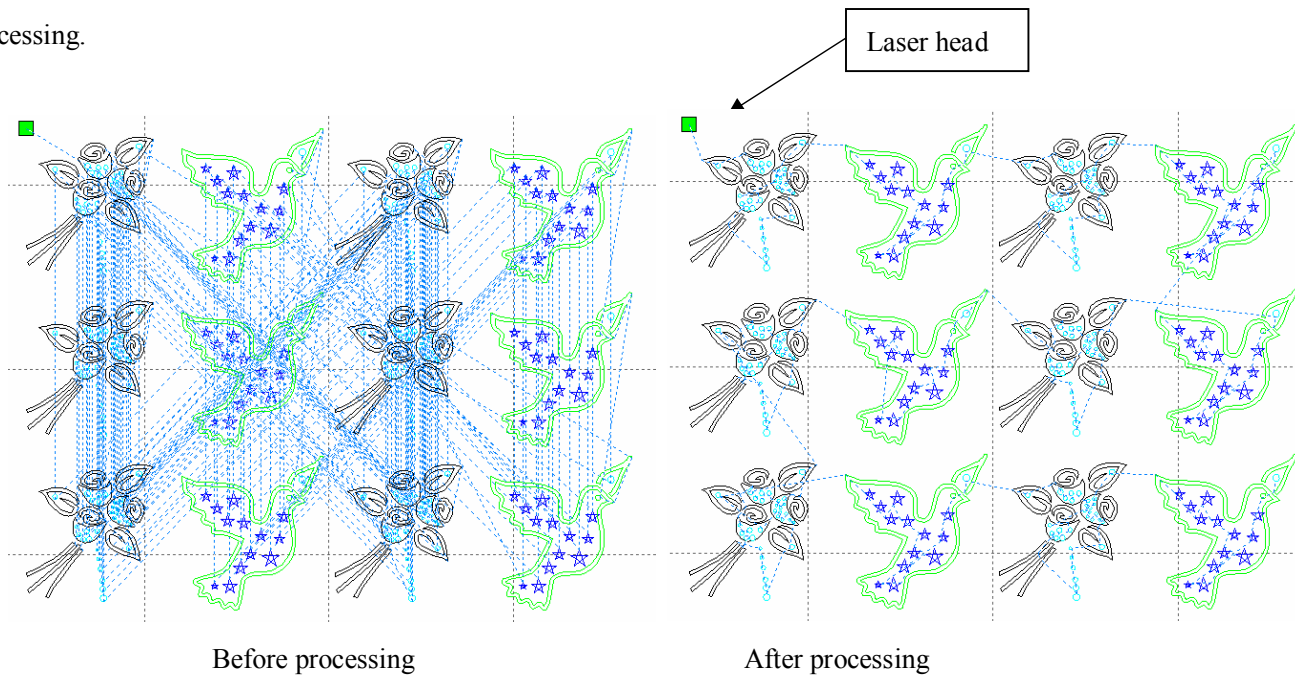 cessing.
Laser head
Before processing
After processing